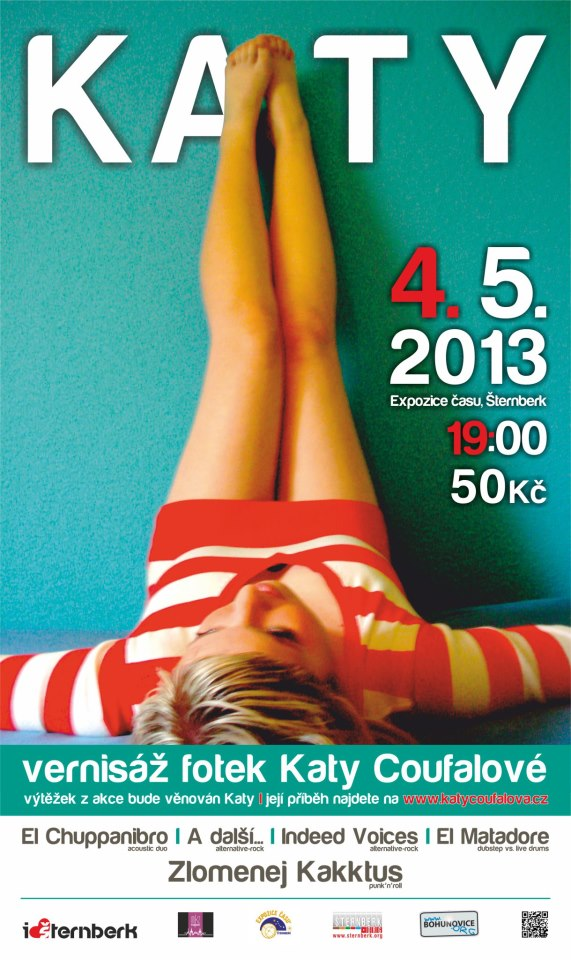 KATY
4. 5.
2013
Expozice času, Šternberk
19:00
50Kč
vernisáž fotek Katy Coufalové
výtěžek z akce bude věnován Katy I její příběh najdete na www.katycoufalova.cz
El Chuppanibro I A další... I Indeed Voices I El Matadore
acoustic duo alternative-rock alternative-rock dubstep vs. live drums
Zlomenej Kakktus
punk'n'roll
išternberk
EXPOZICE ČASU
ŠTERNBERK
www.sternberk.org
www.
BOHUNOVICE
.ORG